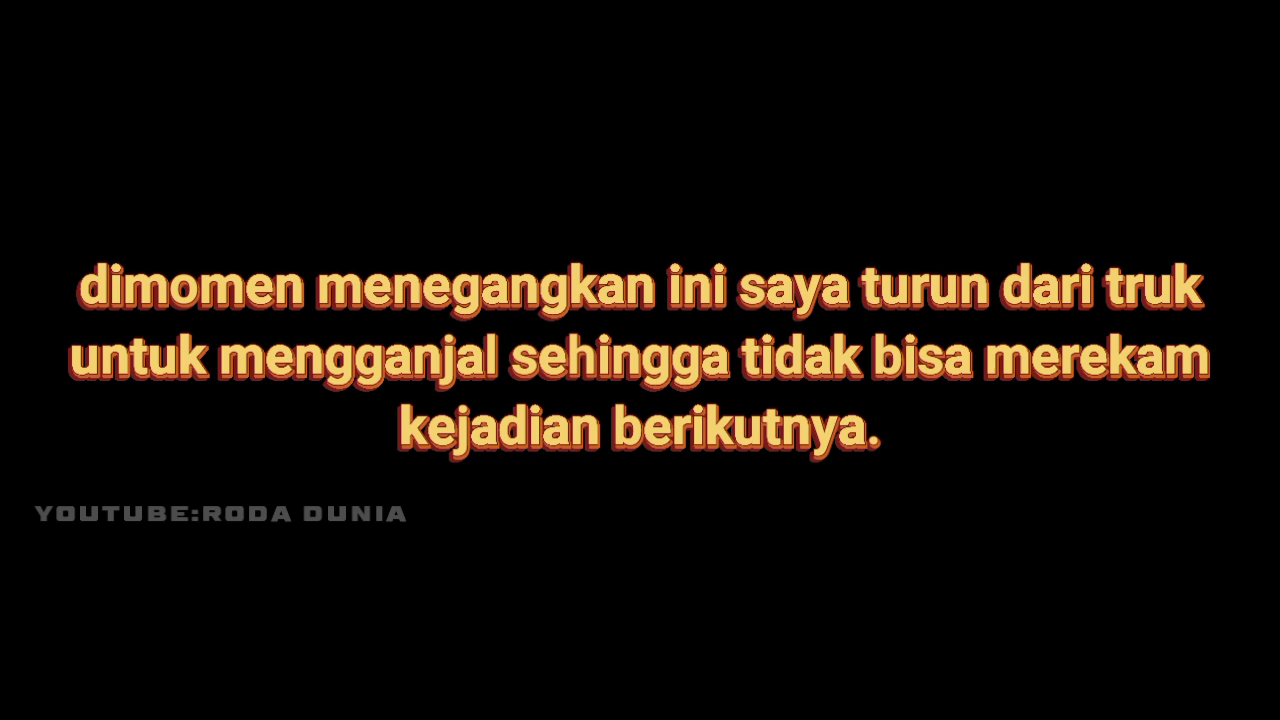 dimomen menegangkan ini saya turun dari truk
untuk mengganjal sehingga tidak bisa merekam
kejadian berikutnya.
YOUTUBE:RODA DUNIA